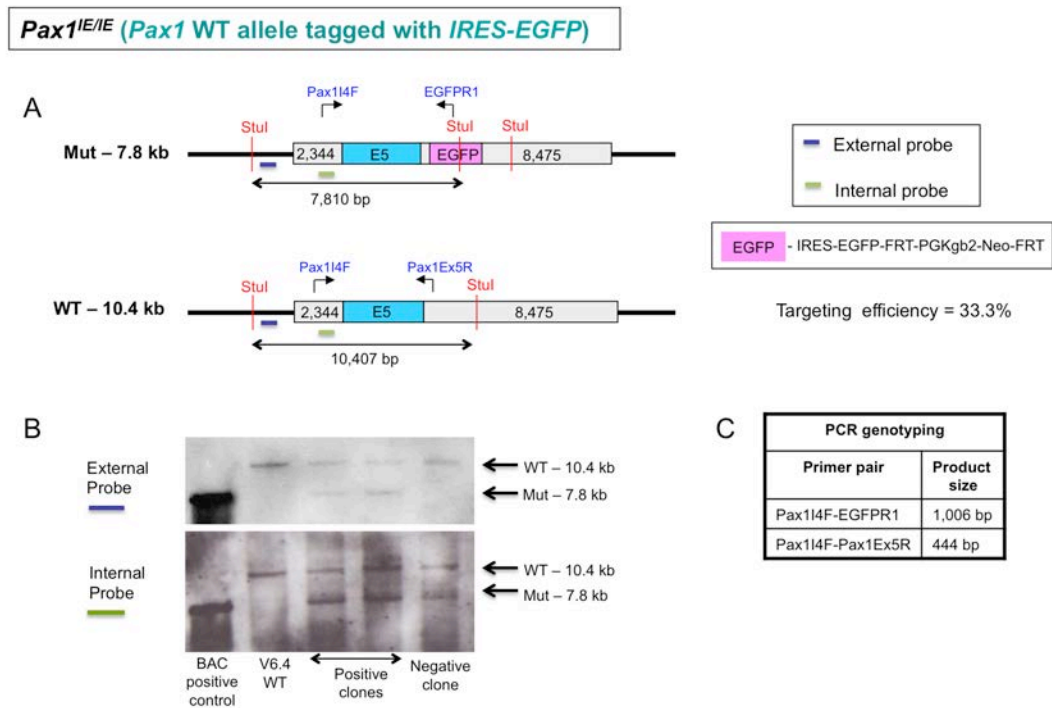 Pax1IE/IE (Pax1 WT allele tagged with IRES-EGFP)
A
Pax1I4F EGFPR1
StuI StuI StuI
Mut – 7.8 kb 2,344 E5 EGFP 8,475
7,810 bp
Pax1I4F Pax1Ex5R
StuI StuI
WT – 10.4 kb 2,344 E5 8,475
10,407 bp
External probe
Internal probe
EGFP - IRES-EGFP-FRT-PGKgb2-Neo-FRT
Targeting efficiency = 33.3%
B
External
Probe
WT – 10.4 kb
Mut – 7.8 kb
Internal
Probe
WT – 10.4 kb
Mut – 7.8 kb
BAC
positive
control
V6.4
WT
Positive
clones
Negative
clone
C
PCR genotyping
Primer pair Product
size
Pax1I4F-EGFPR1 1,006 bp
Pax1I4F-Pax1Ex5R 444 bp